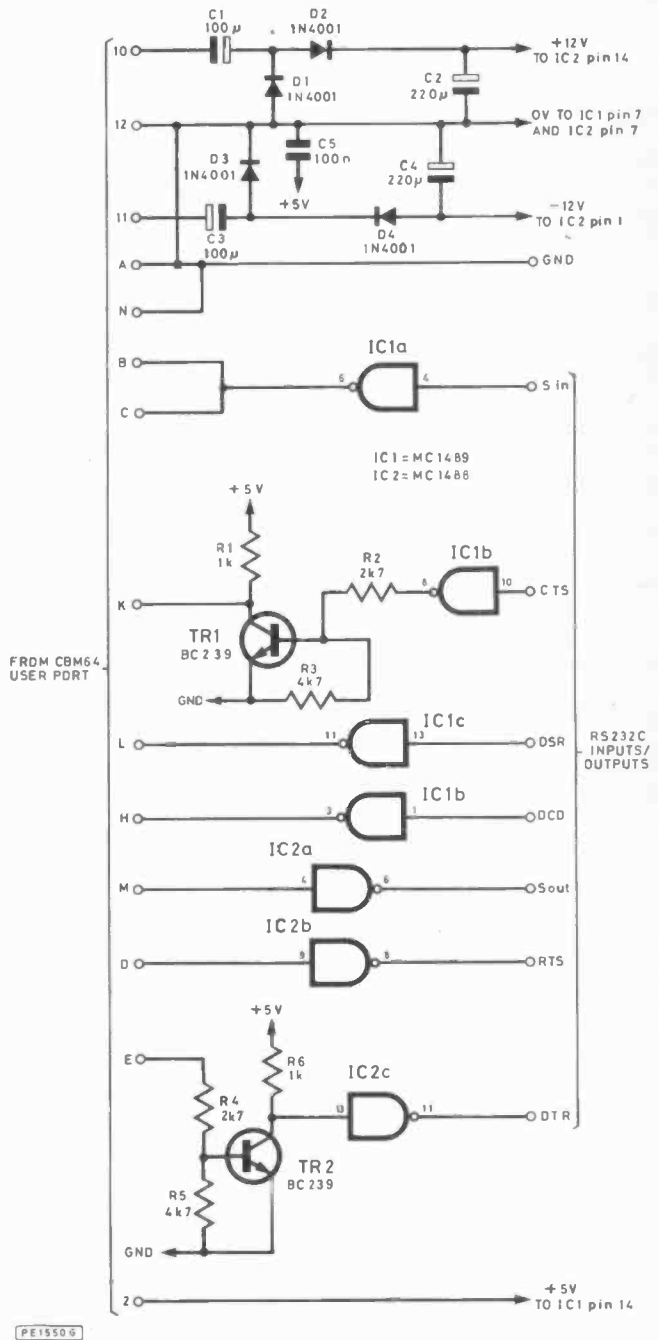 C1
100µ
D2
1N4001
10
+12V
TO IC2 pin 14
D1
1N4001
C2
220µ
12
0V TO IC1 pin 7
AND IC2 pin 7
D3
1N4001
C5
100n
+5V
C4
220µ
11
C3
100µ
D4
1N4001
-12V
TO IC2 pin 1
A
GND
N
B
IC1a
6
4
S in
C
IC1 = MC1489
IC2 = MC1488
+5V
R1
1k
R2
2k7
IC1b
8
10
CTS
K
TR1
BC239
R3
4k7
GND
FROM CBM64
USER PORT
IC1c
L
11
13
DSR
RS232C
INPUTS/
OUTPUTS
IC1b
H
3
1
DCD
IC2a
M
4
6
Sout
IC2b
D
9
8
RTS
+5V
E
R6
1k
IC2c
R4
2k7
13
11
DTR
TR2
BC239
R5
4k7
GND
2
+5V
TO IC1 pin 14
PE1550G